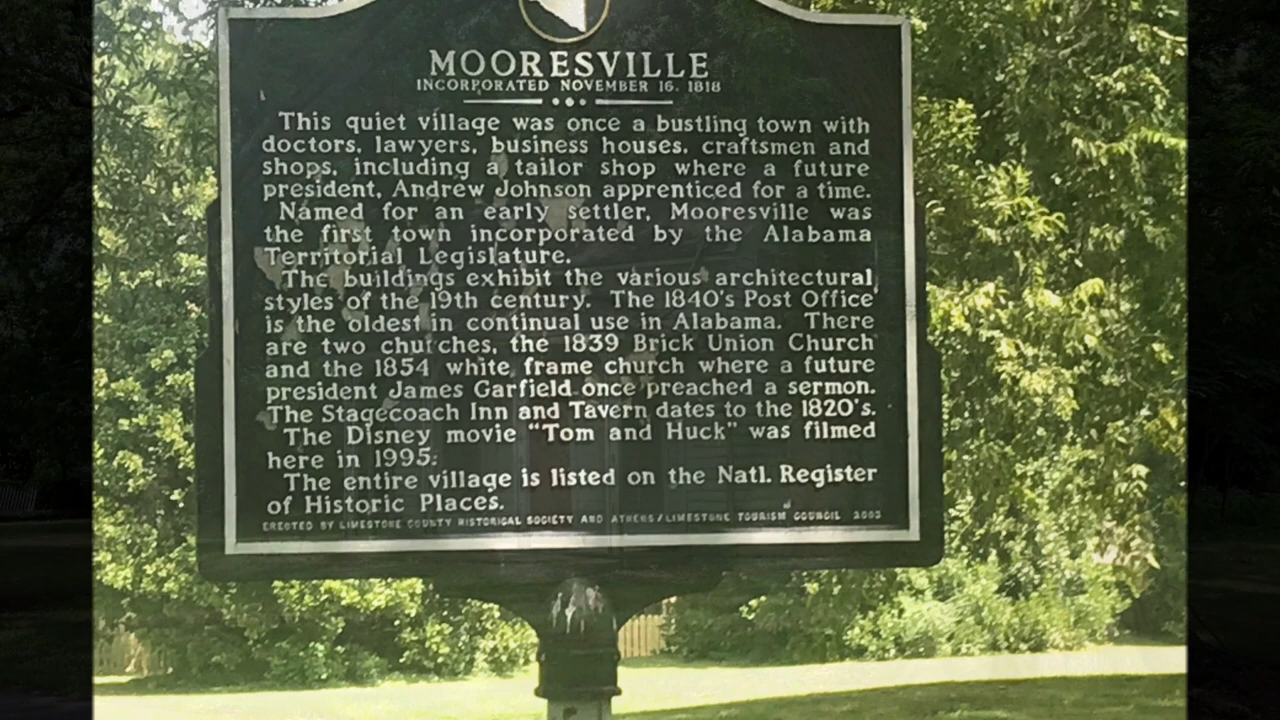 MOORESVILLE
INCORPORATED NOVEMBER 16, 1818
This quiet village was once a bustling town with
doctors, lawyers, business houses, craftsmen and
shops, including a tailor shop where a future
president, Andrew Johnson apprenticed for a time.
Named for an early settler, Mooresville was
the first town incorporated by the Alabama
Territorial Legislature.
The buildings exhibit the various architectural
styles of the 19th century. The 1840's Post Office
is the oldest in continual use in Alabama. There
are two churches, the 1839 Brick Union Church
and the 1854 white, frame church where a future
president James Garfield once preached a sermon.
The Stagecoach Inn and Tavern dates to the 1820's.
The Disney movie "Tom and Huck" was filmed
here in 1995.
The entire village is listed on the Natl. Register
of Historic Places.
ERECTED BY LIMESTONE COUNTY HISTORICAL SOCIETY AND ATHENS/LIMESTONE TOURISM COUNCIL